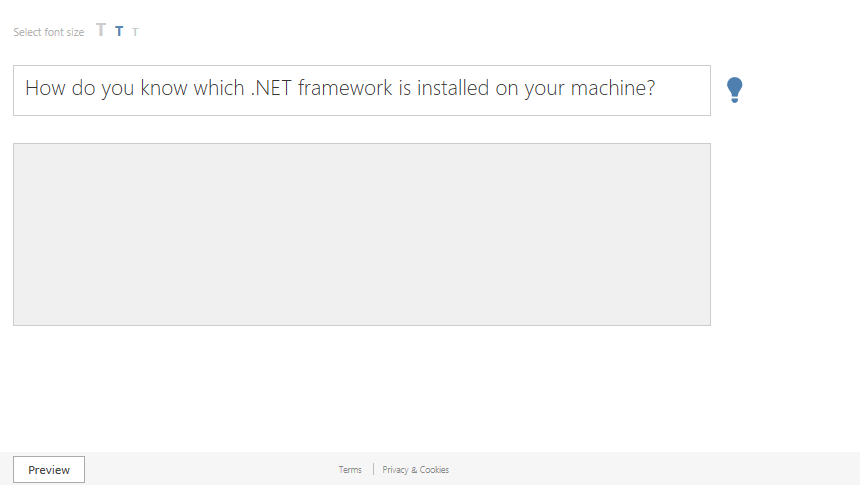 Select font size T T T
How do you know which .NET framework is installed on your machine?
Preview
Terms
Privacy & Cookies